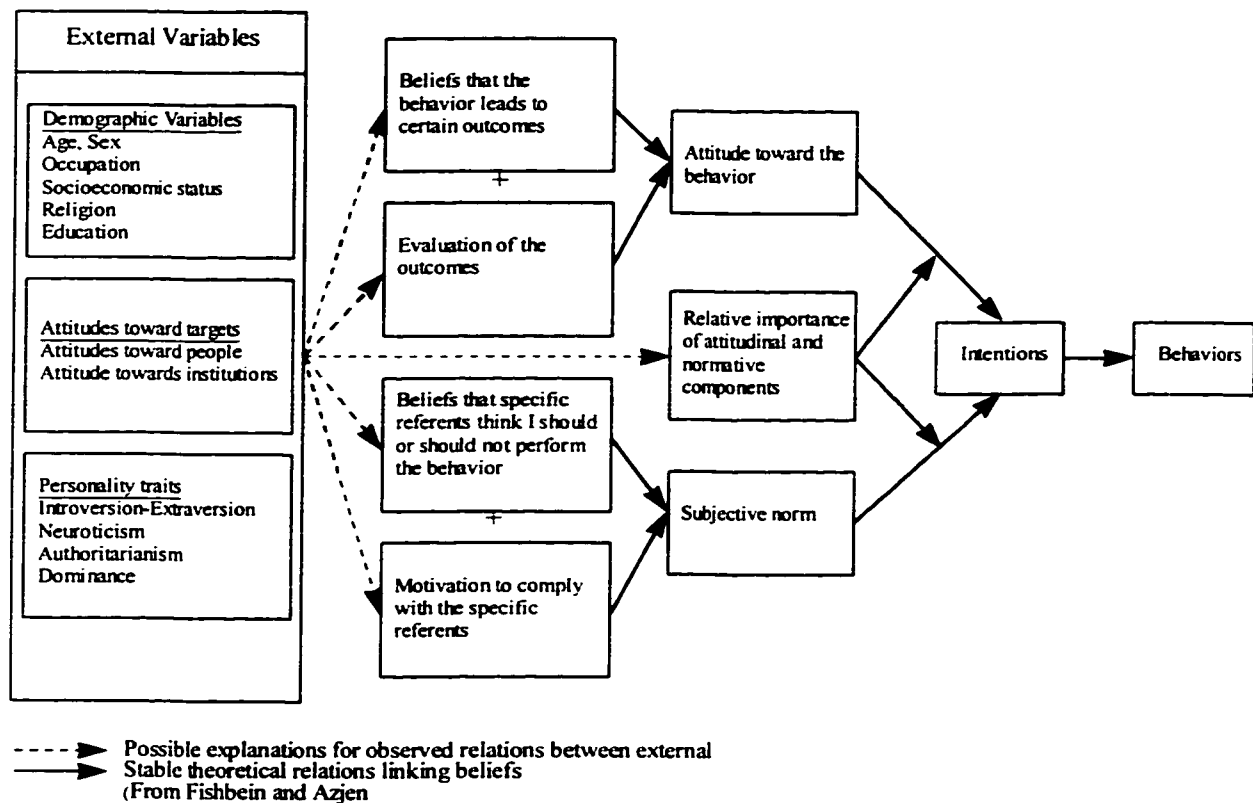 External Variables
Demographic Variables
Age, Sex
Occupation
Socioeconomic status
Religion
Education
Attitudes toward targets
Attitudes toward people
Attitude towards institutions
Personality traits
Introversion-Extraversion
Neuroticism
Authoritarianism
Dominance
Beliefs that the
behavior leads to
certain outcomes
+
Evaluation of the
outcomes
Beliefs that specific
referents think I should
or should not perform
the behavior
+
Motivation to comply
with the specific
referents
Attitude toward the
behavior
Relative importance
of attitudinal and
normative
components
Subjective norm
Intentions
Behaviors
Possible explanations for observed relations between external
Stable theoretical relations linking beliefs
(From Fishbein and Azjen